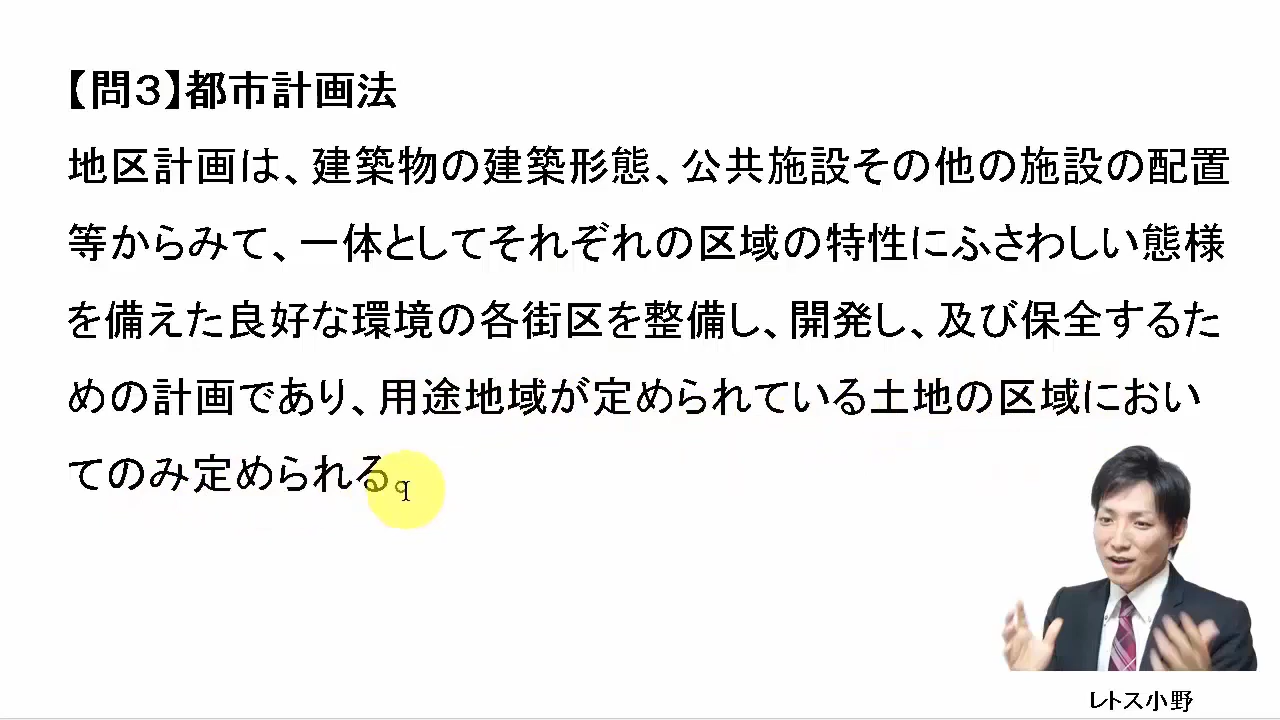 【問３】都市計画法
地区計画は、建築物の建築形態、公共施設その他の施設の配置
等からみて、一体としてそれぞれの区域の特性にふさわしい態様
を備えた良好な環境の各街区を整備し、開発し、及び保全するた
めの計画であり、用途地域が定められている土地の区域におい
てのみ定められる。
レトス小野